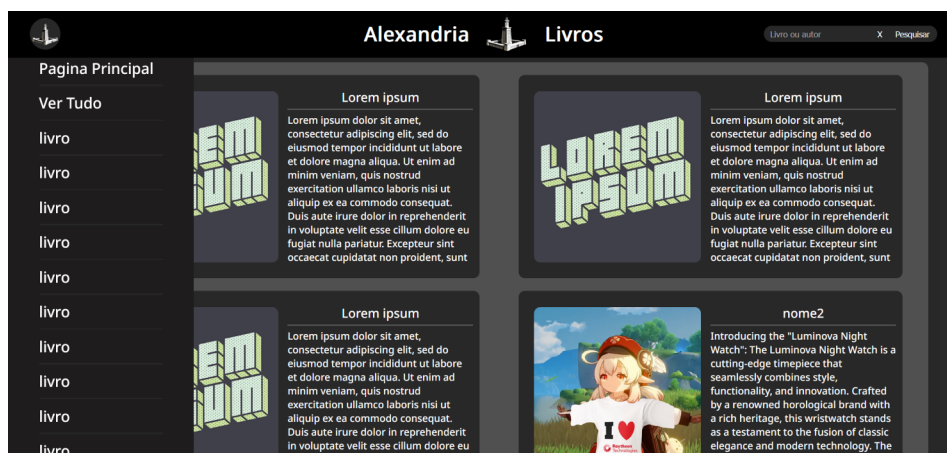 Alexandria Livros
Livro ou autor X Pesquisar
Pagina Principal
Ver Tudo
livro
livro
livro
livro
livro
livro
livro
livro
livro
livro
Lorem ipsum
Lorem ipsum dolor sit amet,
consectetur adipiscing elit, sed do
eiusmod tempor incididunt ut labore
et dolore magna aliqua. Ut enim ad
minim veniam, quis nostrud
exercitation ullamco laboris nisi ut
aliquip ex ea commodo consequat.
Duis aute irure dolor in reprehenderit
in voluptate velit esse cillum dolore eu
fugiat nulla pariatur. Excepteur sint
occaecat cupidatat non proident, sunt
LOREM
IPSUM
Lorem ipsum
Lorem ipsum dolor sit amet,
consectetur adipiscing elit, sed do
eiusmod tempor incididunt ut labore
et dolore magna aliqua. Ut enim ad
minim veniam, quis nostrud
exercitation ullamco laboris nisi ut
aliquip ex ea commodo consequat.
Duis aute irure dolor in reprehenderit
in voluptate velit esse cillum dolore eu
fugiat nulla pariatur. Excepteur sint
occaecat cupidatat non proident, sunt
Lorem ipsum
Lorem ipsum dolor sit amet,
consectetur adipiscing elit, sed do
eiusmod tempor incididunt ut labore
et dolore magna aliqua. Ut enim ad
minim veniam, quis nostrud
exercitation ullamco laboris nisi ut
aliquip ex ea commodo consequat.
Duis aute irure dolor in reprehenderit
in voluptate velit esse cillum dolore eu
I
Raytheon
Technologies
nome2
Introducing the "Luminova Night
Watch": The Luminova Night Watch is a
cutting-edge timepiece that
seamlessly combines style,
functionality, and innovation. Crafted
by a renowned horological brand with
a rich heritage, this wristwatch stands
as a testament to the fusion of classic
elegance and modern technology. The